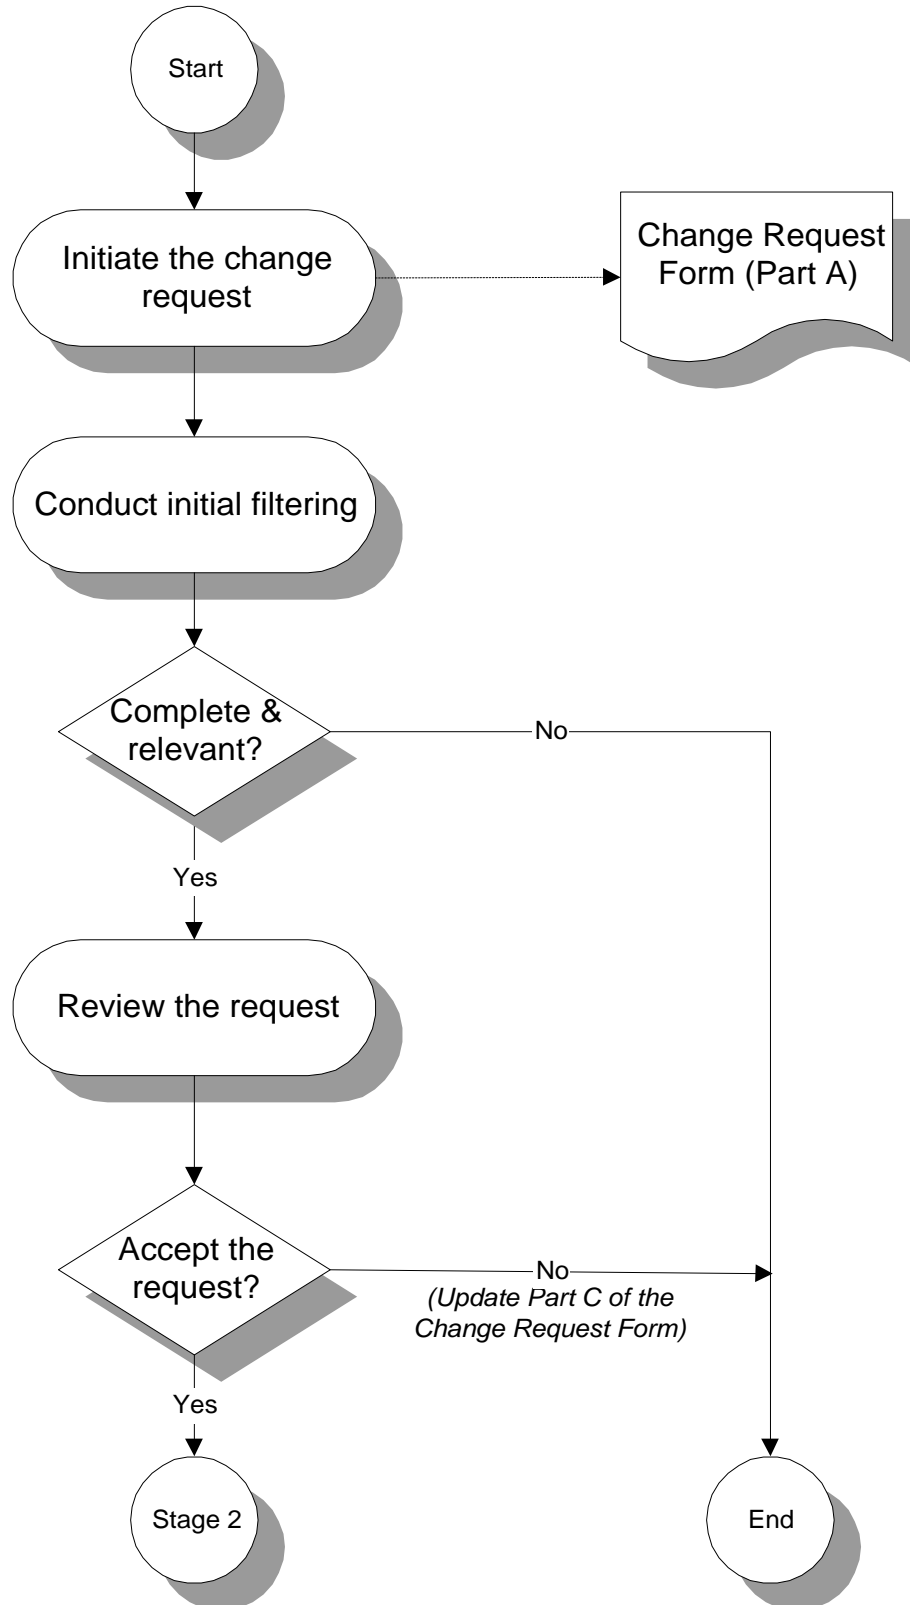 Start
Initiate the change
request
Change Request
Form (Part A)
Conduct initial filtering
Complete &
relevant?
No
Yes
Review the request
Accept the
request?
No
(Update Part C of the
Change Request Form)
Yes
Stage 2
End